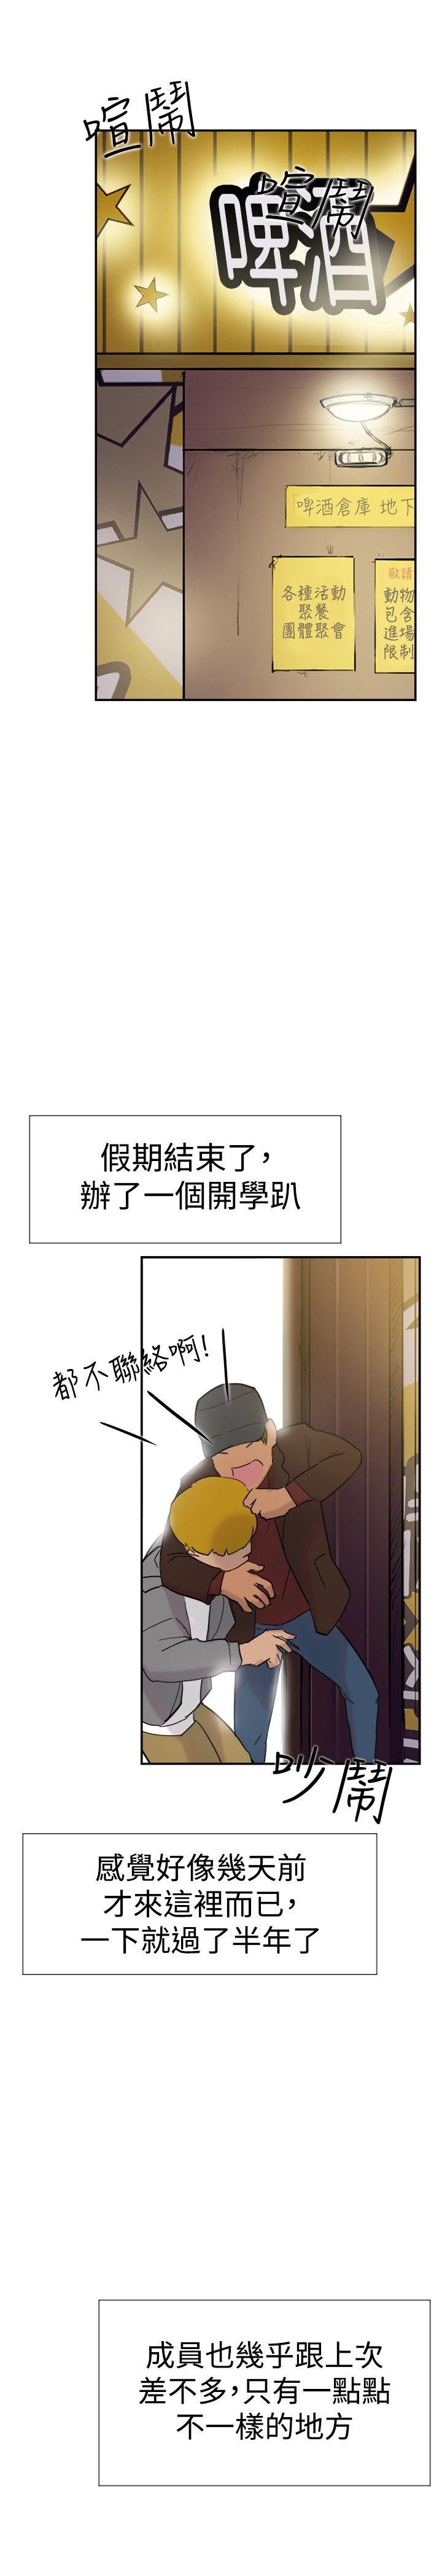 喧鬧
喧鬧
啤酒
啤酒倉庫 地下
各種活動
聚餐
團體聚會
敬請
動物
包含
進場
限制
假期結束了，
辦了一個開學趴
都不聯絡啊！
吵鬧
感覺好像幾天前
才來這裡而已，
一下就過了半年了
成員也幾乎跟上次
差不多，只有一點點
不一樣的地方